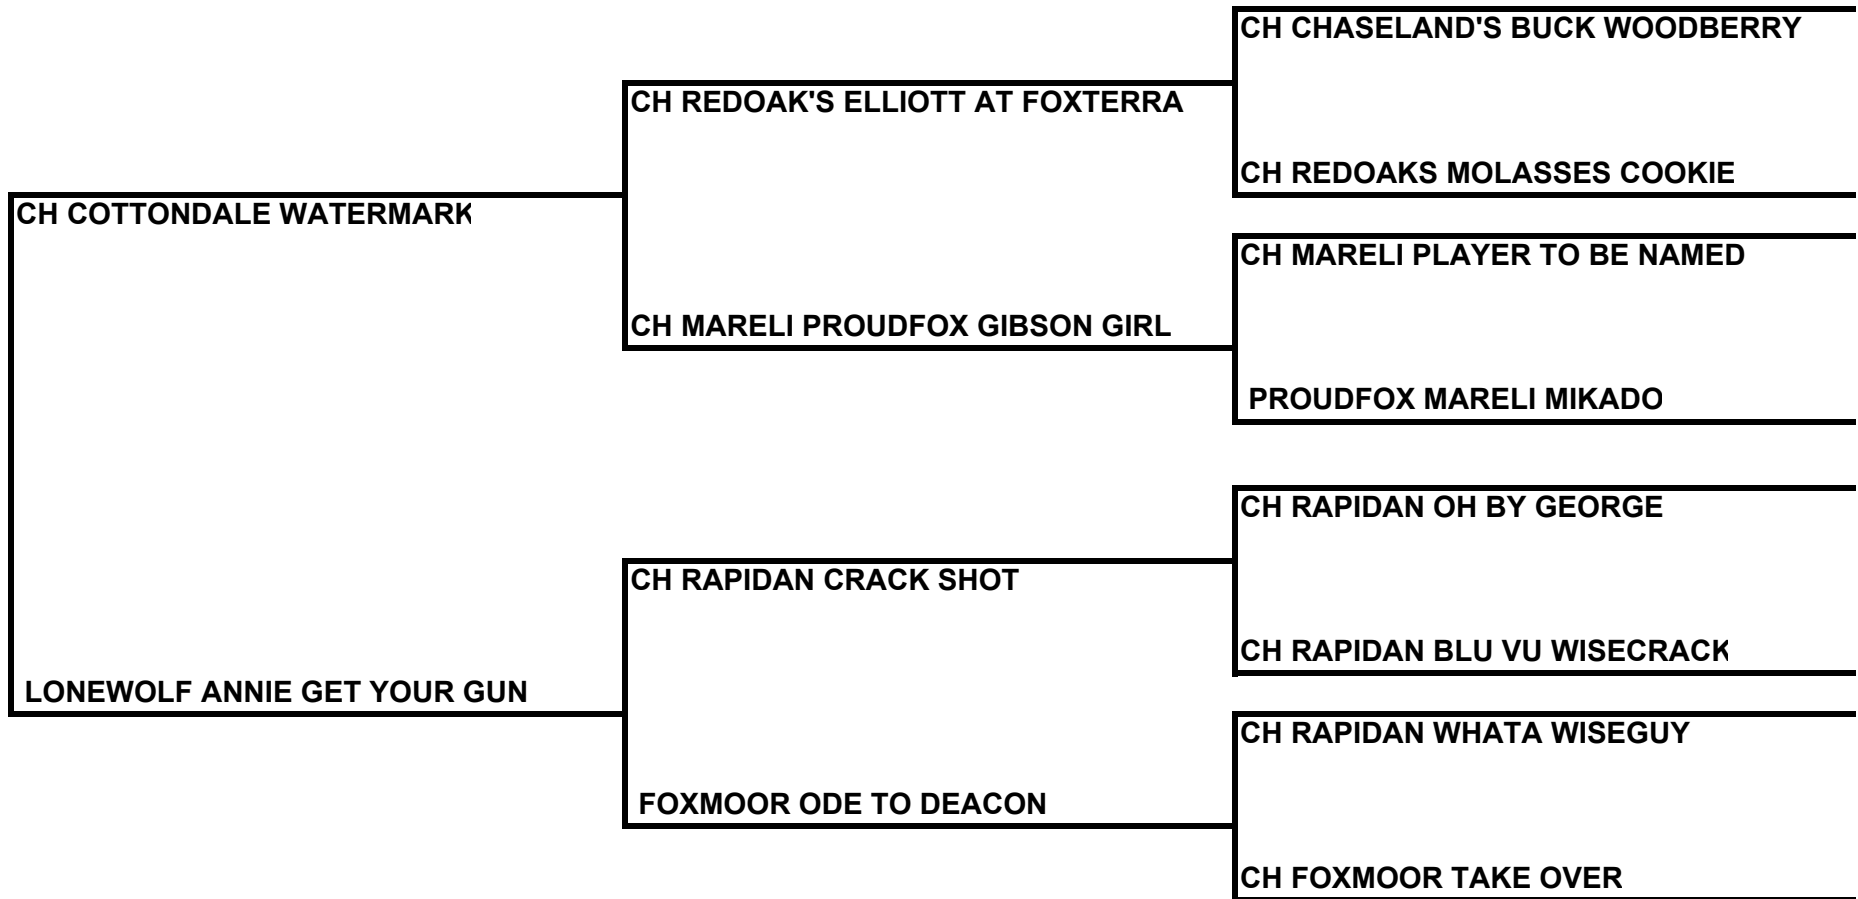 CH CHASELAND'S BUCK WOODBERRY
CH REDOAK'S ELLIOTT AT FOXTERRA
CH REDOAKS MOLASSES COOKIE
CH COTTONDALE WATERMARK
CH MARELI PLAYER TO BE NAMED
CH MARELI PROUDFOX GIBSON GIRL
PROUDFOX MARELI MIKADO
CH RAPIDAN OH BY GEORGE
CH RAPIDAN CRACK SHOT
CH RAPIDAN BLU VU WISECRACK
LONEWOLF ANNIE GET YOUR GUN
CH RAPIDAN WHATA WISEGUY
FOXMOOR ODE TO DEACON
CH FOXMOOR TAKE OVER